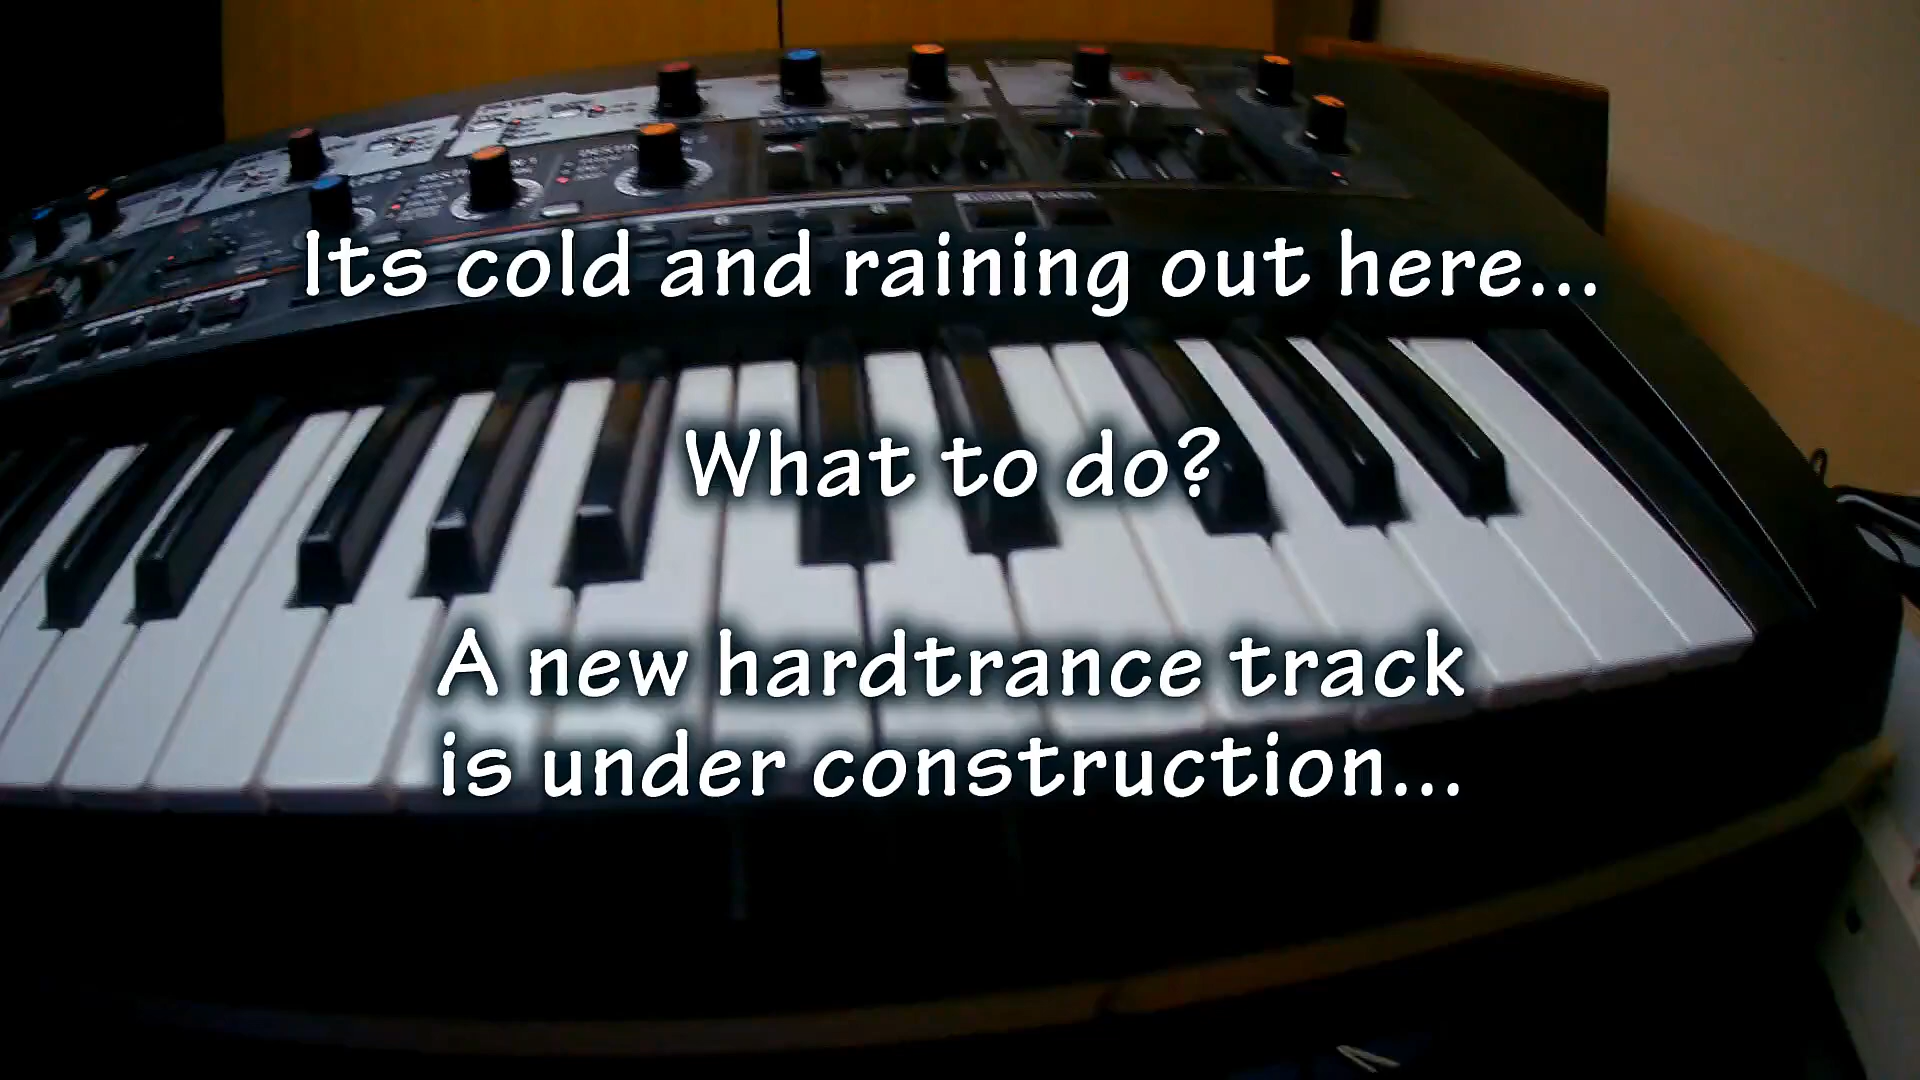 Its cold and raining out here...
What to do?
A new hardtrance track
is under construction...